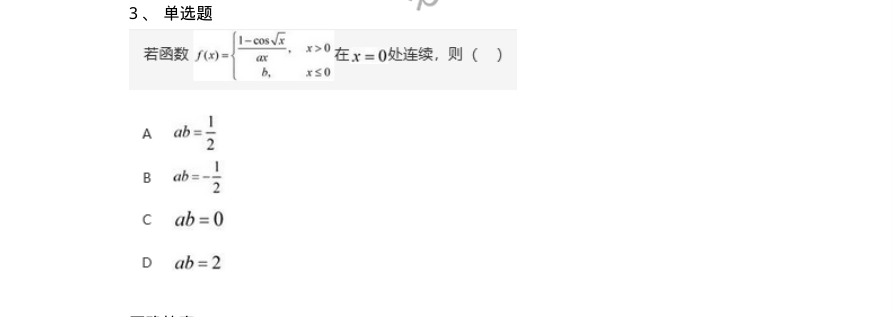 3、 单选题
若函数 f(x)={ (1-cos√x)/(ax), x>0 在x=0处连续，则（ ）
b, x≤0
A ab=1/2
B ab=-1/2
C ab=0
D ab=2